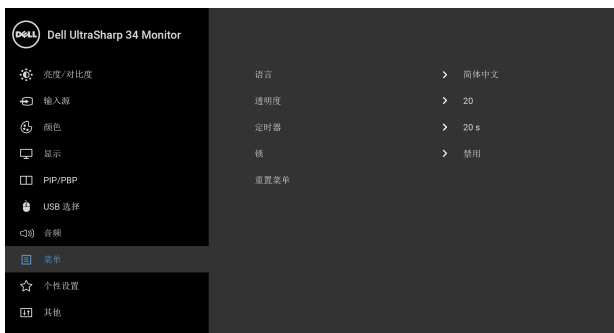 DELL Dell UltraSharp 34 Monitor
亮度/对比度 语言 简体中文
输入源 透明度 20
颜色 定时器 20 s
显示 锁 禁用
PIP/PBP 重置菜单
USB 选择
音频
菜单
个性设置
其他